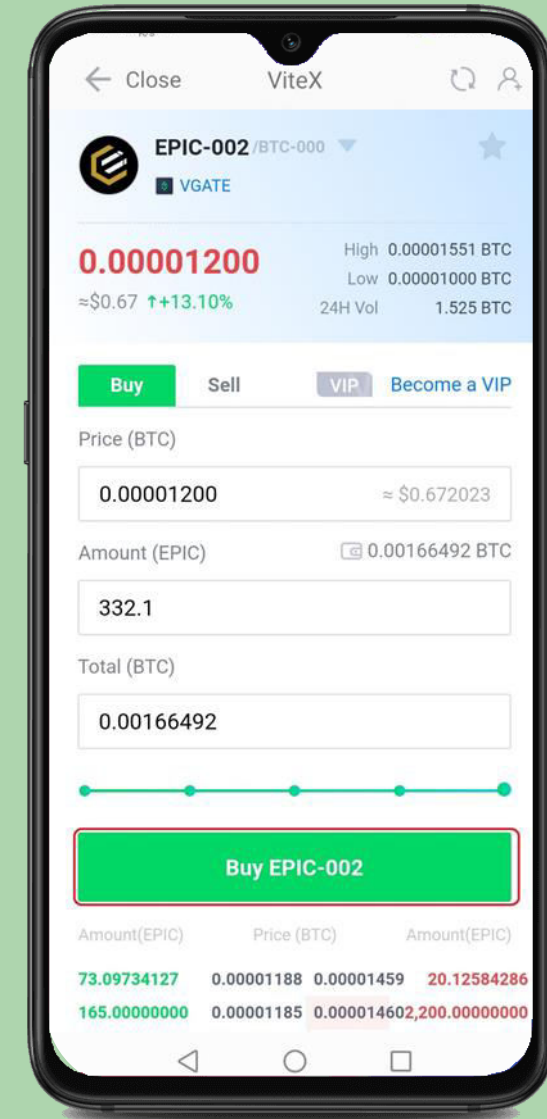 Close ViteX
EPIC-002 /BTC-000
VGATE
0.00001200
≈$0.67 ↑+13.10%
High 0.00001551 BTC
Low 0.00001000 BTC
24H Vol 1.525 BTC
Buy Sell VIP Become a VIP
Price (BTC)
0.00001200 ≈ $0.672023
Amount (EPIC) 0.00166492 BTC
332.1
Total (BTC)
0.00166492
Buy EPIC-002
Amount(EPIC) Price (BTC) Amount(EPIC)
73.09734127 0.00001188 0.00001459 20.12584286
165.00000000 0.00001185 0.00001460 2,200.00000000